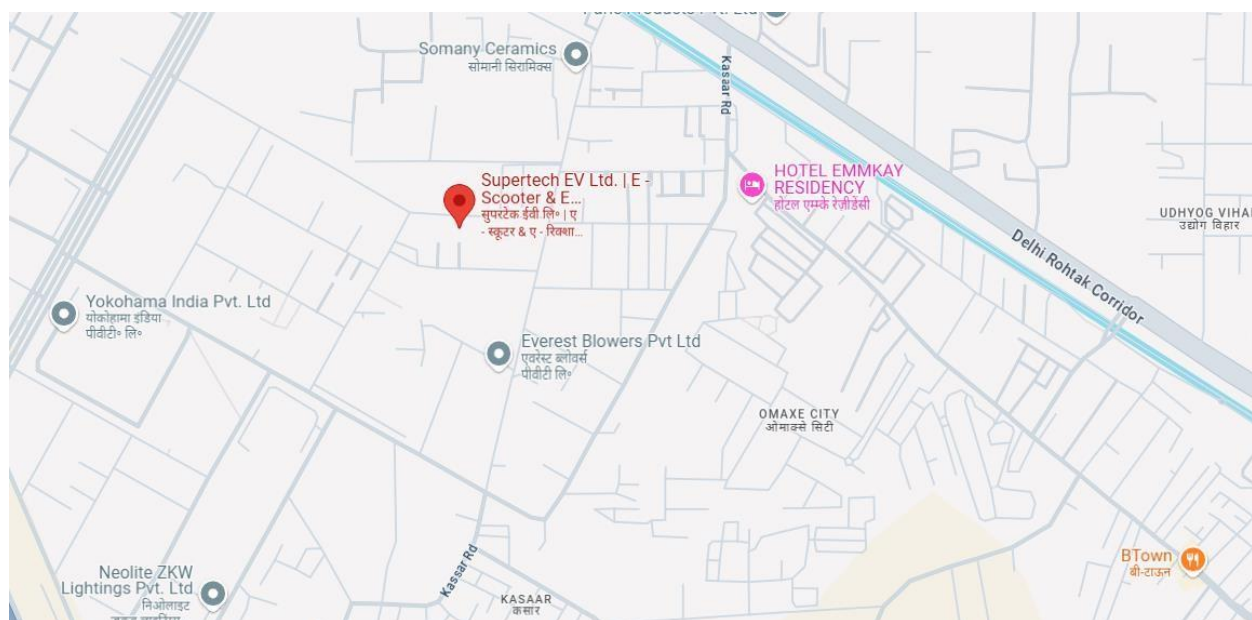 Somany Ceramics
सोमानी सिरामिक्स
Kasaar Rd
Supertech EV Ltd. | E -
Scooter & E...
सुपरटेक ईवी लि॰ | ए
- स्कूटर & ए - रिक्शा...
HOTEL EMMKAY
RESIDENCY
होटल एम्मके रेज़ीडेंसी
UDHYOG VIHA
उद्योग विहार
Delhi Rohtak Corridor
Yokohama India Pvt. Ltd
योकोहामा इंडिया
पीवीटी॰ लि॰
Everest Blowers Pvt Ltd
एवरेस्ट ब्लोवर्स
पीवीटी लि॰
OMAXE CITY
ओमाक्से सिटी
BTown
बी-टाऊन
Kassar Rd
Neolite ZKW
Lightings Pvt. Ltd
निओलाइट
KASAAR
कसार